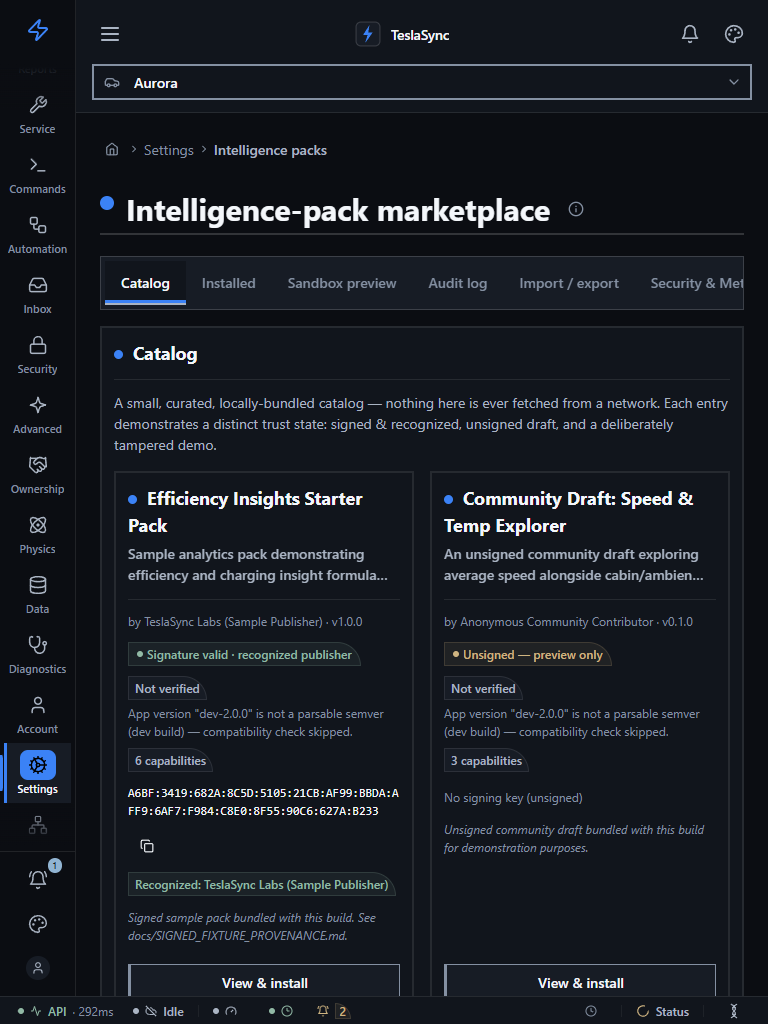 TeslaSync
Aurora
Reports
Service
Commands
Automation
Inbox
Security
Advanced
Ownership
Physics
Data
Diagnostics
Account
Settings
1
Settings
Intelligence packs
Intelligence-pack marketplace
Catalog
Installed
Sandbox preview
Audit log
Import / export
Security & Met
Catalog
A small, curated, locally-bundled catalog — nothing here is ever fetched from a network. Each entry
demonstrates a distinct trust state: signed & recognized, unsigned draft, and a deliberately
tampered demo.
Efficiency Insights Starter
Pack
Sample analytics pack demonstrating
efficiency and charging insight formula...
by TeslaSync Labs (Sample Publisher) · v1.0.0
Signature valid · recognized publisher
Not verified
App version "dev-2.0.0" is not a parsable semver
(dev build) — compatibility check skipped.
6 capabilities
A6BF:3419:682A:8C5D:5105:21CB:AF99:BBDA:A
FF9:6AF7:F984:C8E0:8F55:90C6:627A:B233
Recognized: TeslaSync Labs (Sample Publisher)
Signed sample pack bundled with this build. See
docs/SIGNED_FIXTURE_PROVENANCE.md.
View & install
Community Draft: Speed &
Temp Explorer
An unsigned community draft exploring
average speed alongside cabin/ambien...
by Anonymous Community Contributor · v0.1.0
Unsigned — preview only
Not verified
App version "dev-2.0.0" is not a parsable semver
(dev build) — compatibility check skipped.
3 capabilities
No signing key (unsigned)
Unsigned community draft bundled with this build
for demonstration purposes.
View & install
API · 292ms
Idle
2
Status